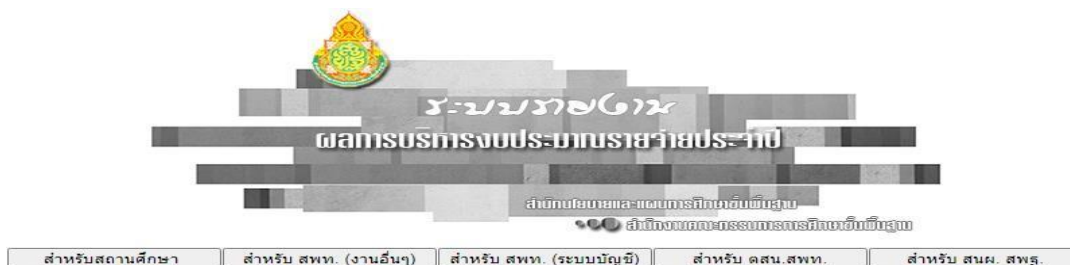 ระบบรายงาน
ผลการบริหารงบประมาณรายจ่ายประจำปี
สำนักนโยบายและแผนการศึกษาขั้นพื้นฐาน
สำนักงานคณะกรรมการการศึกษาขั้นพื้นฐาน
สำหรับสถานศึกษา สำหรับ สพท. (งานอื่นๆ) สำหรับ สพท. (ระบบบัญชี) สำหรับ ตสน.สพท. สำหรับ สนผ. สพฐ.